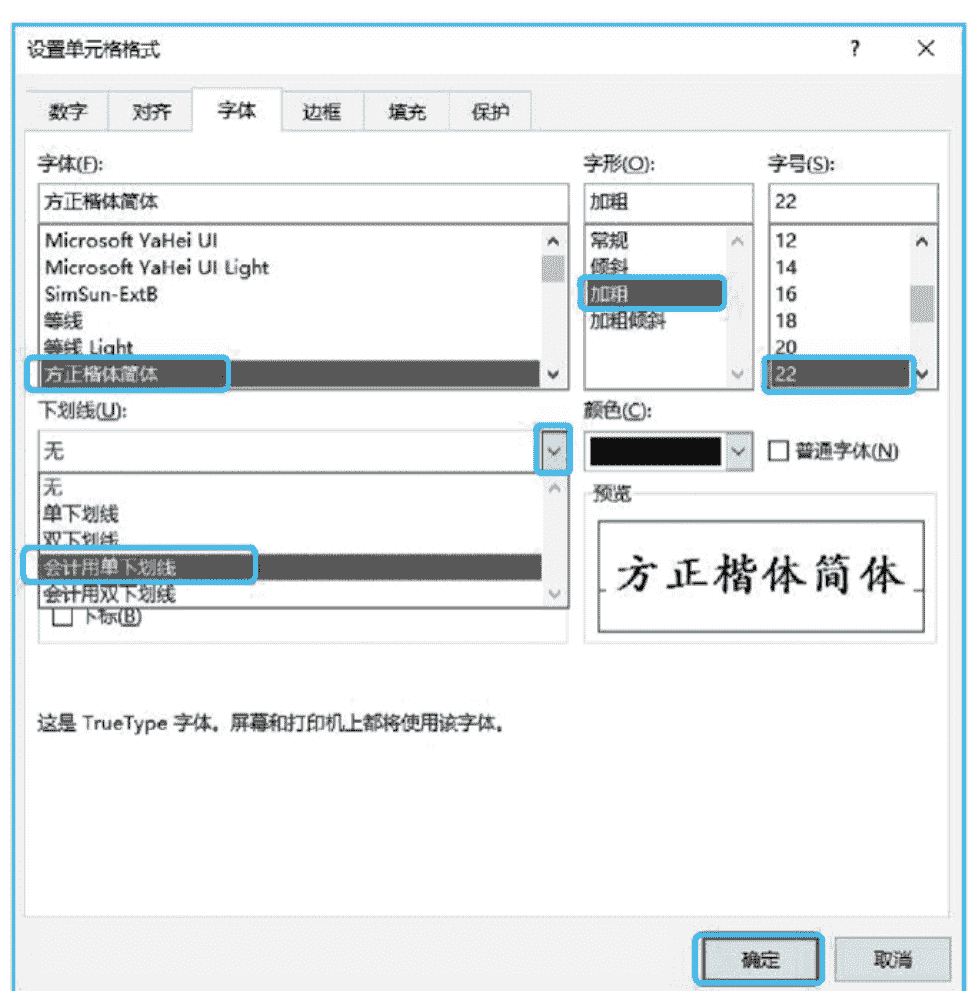 设置单元格格式 ?
数字 对齐 字体 边框 填充 保护
字体(F): 字形(O): 字号(S):
方正楷体简体 加粗 22
Microsoft YaHei UI 常规 12
Microsoft YaHei UI Light 倾斜 14
SimSun-ExtB 加粗 16
等线 加粗倾斜 18
等线 Light 20
方正楷体简体 22
下划线(U): 颜色(C):
无 普通字体(N)
无 预览
单下划线
双下划线
会计用单下划线 方正楷体简体
会计用双下划线
下标(B)
这是 TrueType 字体。屏幕和打印机上都将使用该字体。
确定 取消